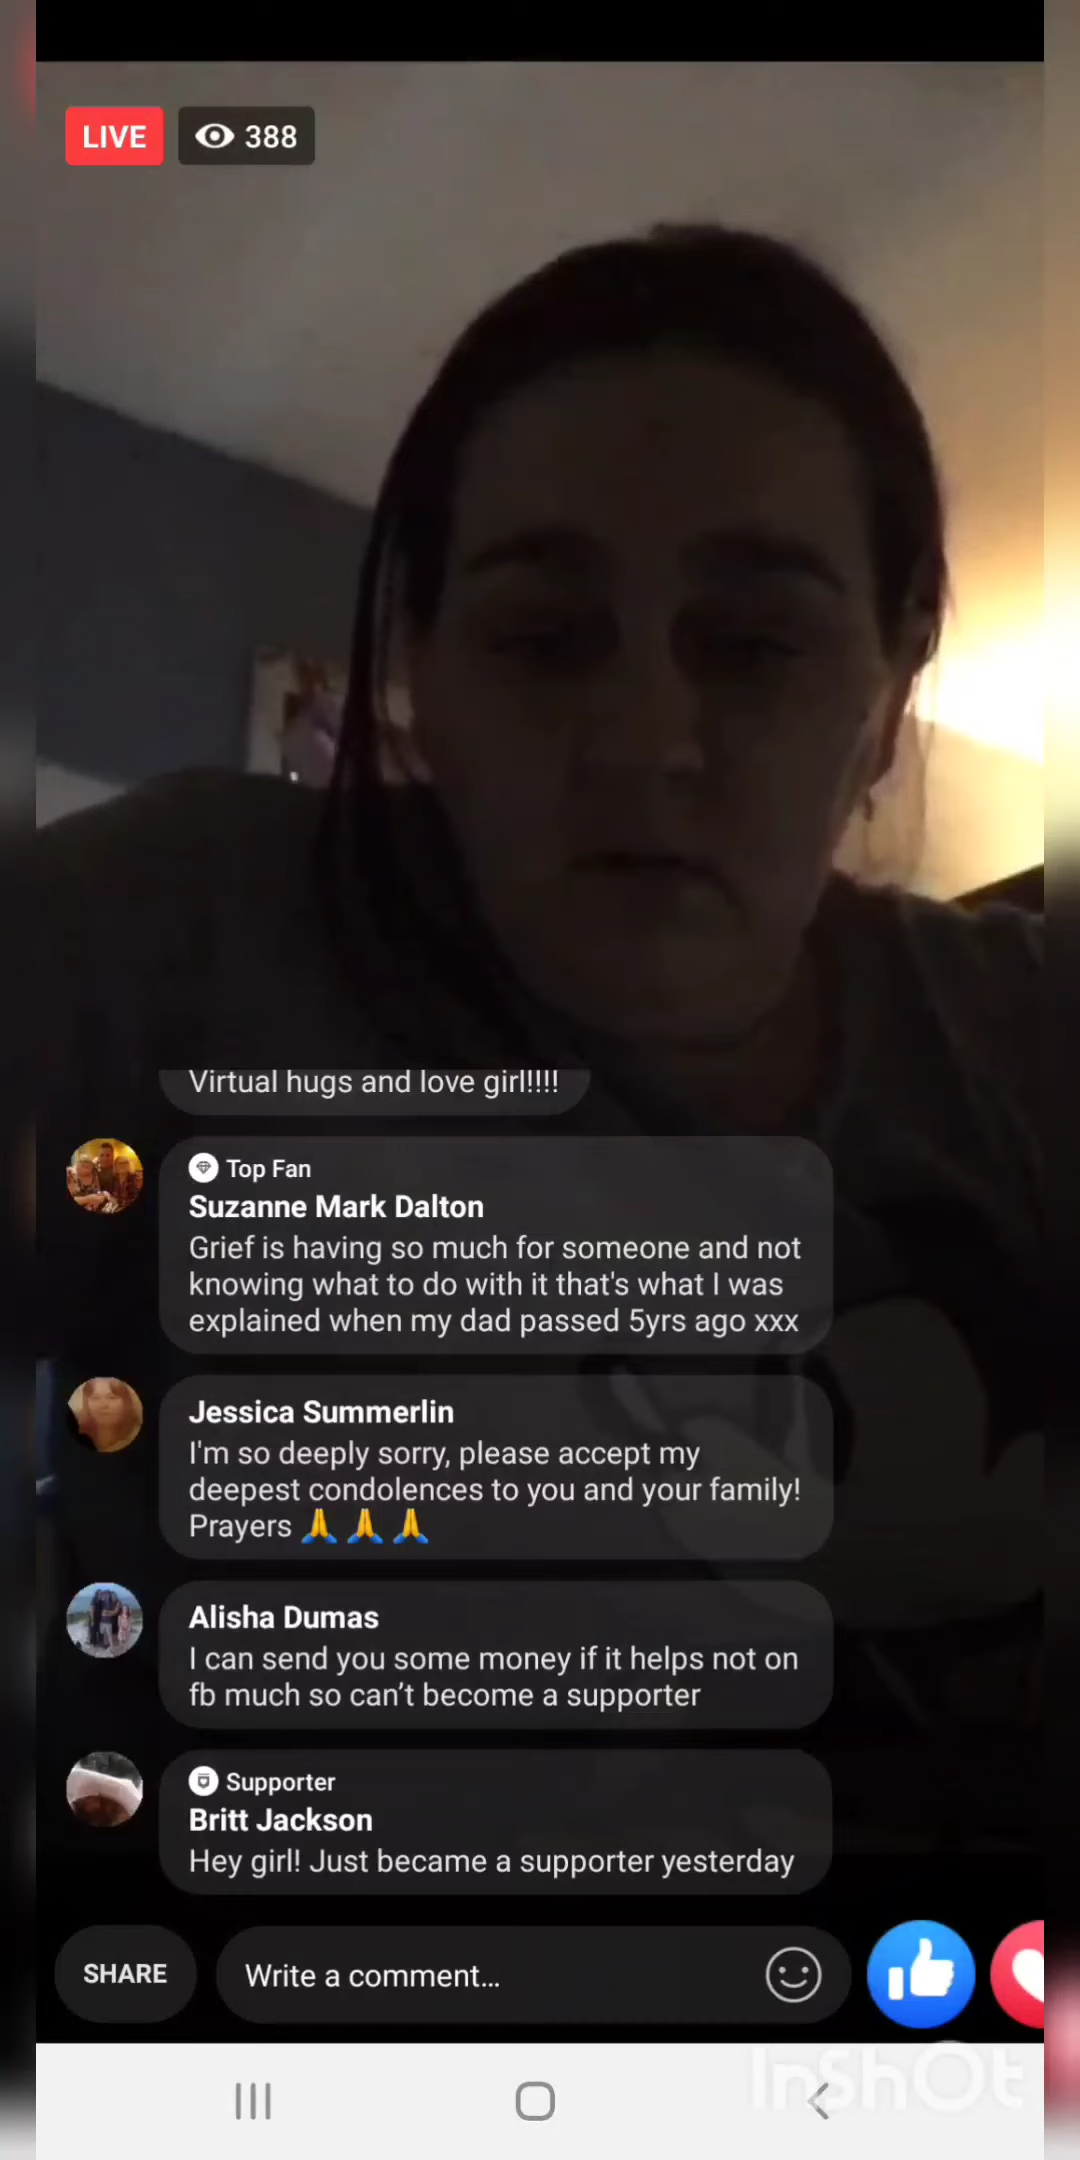 LIVE 388
Virtual hugs and love girl!!!!
Top Fan
Suzanne Mark Dalton
Grief is having so much for someone and not
knowing what to do with it that's what I was
explained when my dad passed 5yrs ago xxx
Jessica Summerlin
I'm so deeply sorry, please accept my
deepest condolences to you and your family!
Prayers 🙏🙏🙏
Alisha Dumas
I can send you some money if it helps not on
fb much so can't become a supporter
Supporter
Britt Jackson
Hey girl! Just became a supporter yesterday
SHARE
Write a comment...
InShOt